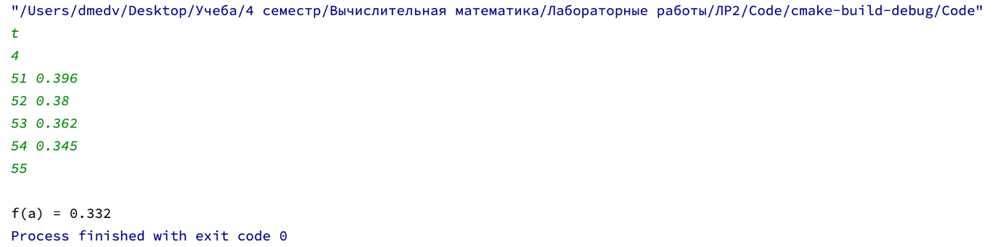 "/Users/dmedv/Desktop/Учеба/4 семестр/Вычислительная математика/Лабораторные работы/ЛР2/Code/cmake-build-debug/Code"
t
4
51 0.396
52 0.38
53 0.362
54 0.345
55
f(a) = 0.332
Process finished with exit code 0